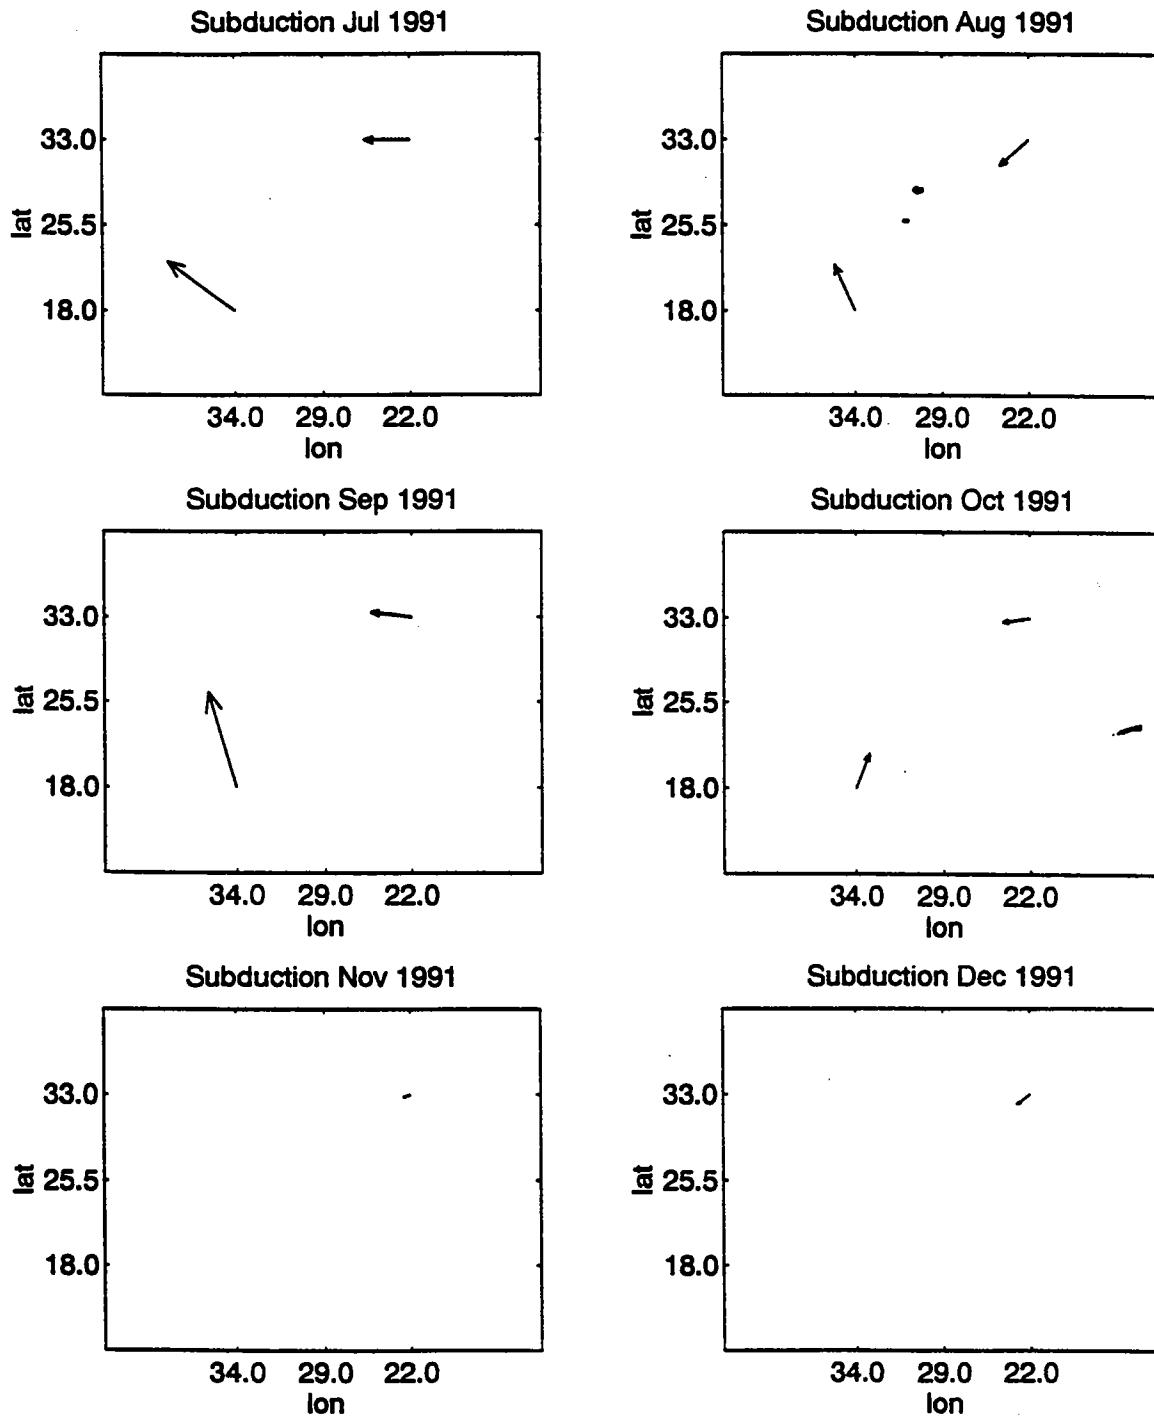 Subduction Jul 1991
33.0
25.5
18.0
lat
34.0 29.0 22.0
lon
Subduction Aug 1991
33.0
25.5
18.0
lat
34.0 29.0 22.0
lon
Subduction Sep 1991
33.0
25.5
18.0
lat
34.0 29.0 22.0
lon
Subduction Oct 1991
33.0
25.5
18.0
lat
34.0 29.0 22.0
lon
Subduction Nov 1991
33.0
25.5
18.0
lat
34.0 29.0 22.0
lon
Subduction Dec 1991
33.0
25.5
18.0
lat
34.0 29.0 22.0
lon